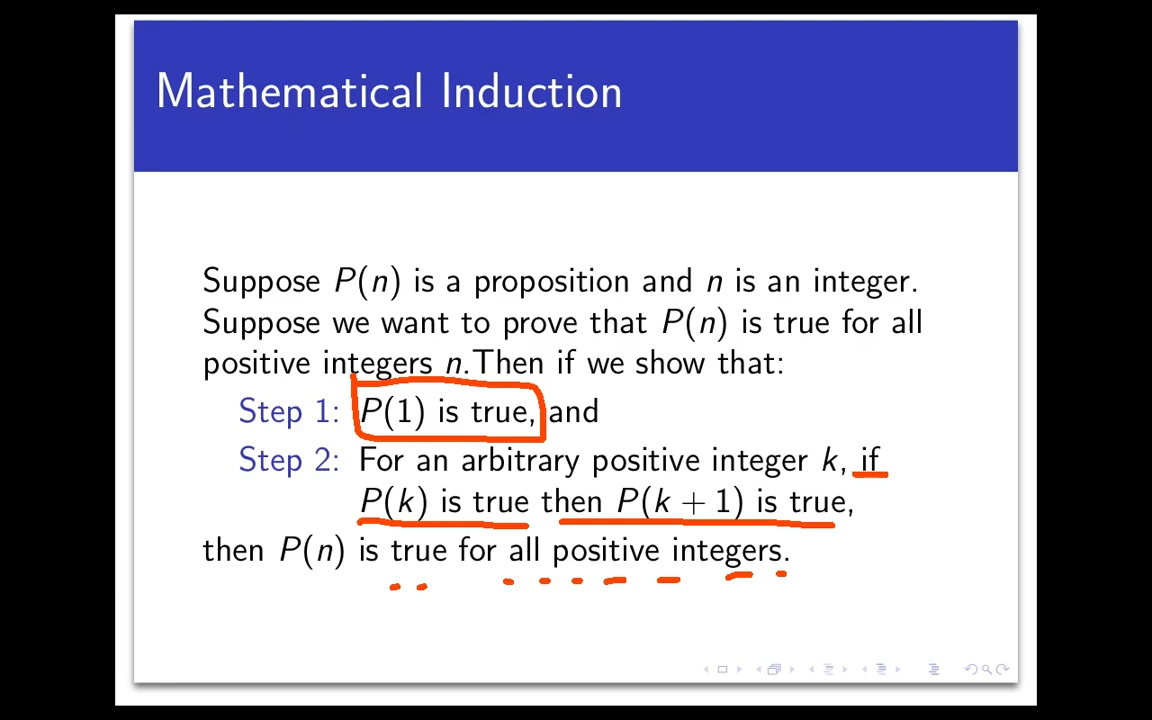 Mathematical Induction
Suppose P(n) is a proposition and n is an integer.
Suppose we want to prove that P(n) is true for all
positive integers n.Then if we show that:
Step 1: P(1) is true, and
Step 2: For an arbitrary positive integer k, if
P(k) is true then P(k + 1) is true,
then P(n) is true for all positive integers.